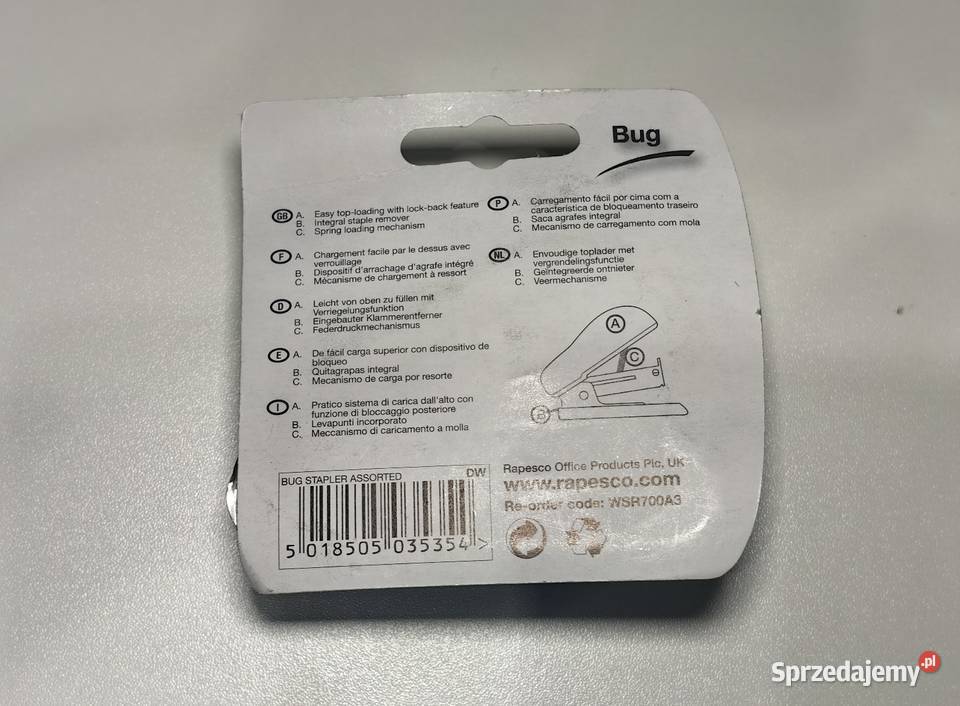 Bug
GB A. Easy top-loading with lock-back feature
B. Integral staple remover
C. Spring loading mechanism
F A. Chargement facile par le dessus avec
verrouillage
B. Dispositif d'arrachage d'agrafe intégré
C. Mécanisme de chargement à ressort
D A. Leicht von oben zu füllen mit
Verriegelungsfunktion
B. Eingebauter Klammerentferner
C. Federdruckmechanismus
E A. De fácil carga superior con dispositivo de
bloqueo
B. Quitagrapas integral
C. Mecanismo de carga por resorte
I A. Pratico sistema di carica dall'alto con
funzione di bloccaggio posteriore
B. Levapunti incorporato
C. Meccanismo di caricamento a molla
P A. Carregamento fácil por cima com a
característica de bloqueamento traseiro
B. Saca agrafes integral
C. Mecanismo de carregamento com mola
NL A. Envoudige toplader met
vergrendelingsfunctie
B. Geïntegreerde ontnieter
C. Veermechanisme
A
C
B
BUG STAPLER ASSORTED DW
5 018505 035354 >
Rapesco Office Products Plc, UK
www.rapesco.com
Re-order code: WSR700A3
Sprzedajemy.pl